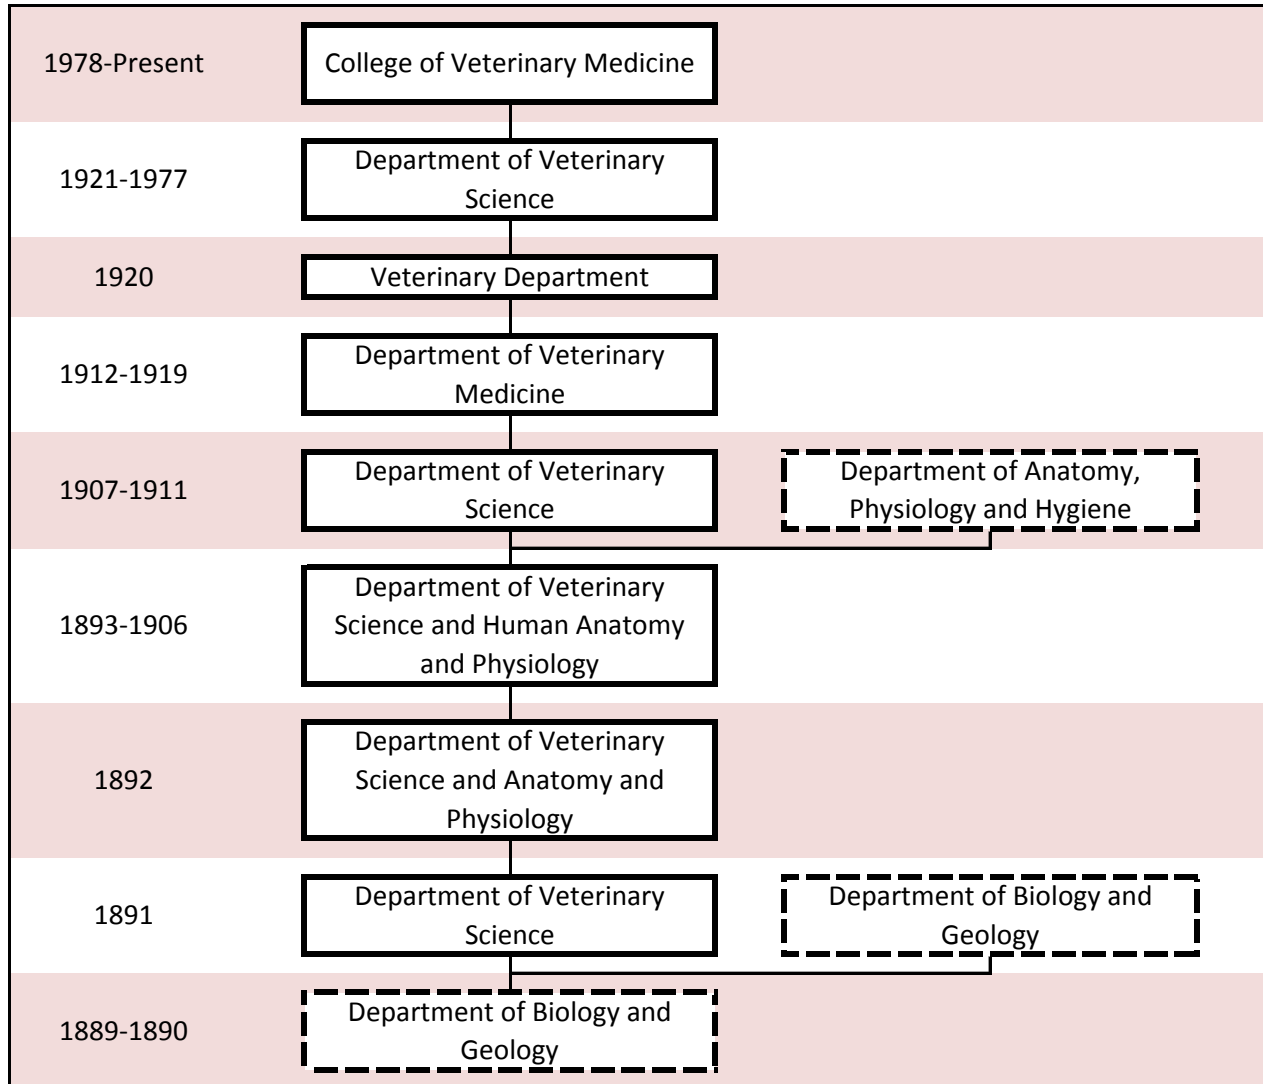 1978-Present
College of Veterinary Medicine
1921-1977
Department of Veterinary
Science
1920
Veterinary Department
1912-1919
Department of Veterinary
Medicine
1907-1911
Department of Veterinary
Science
Department of Anatomy,
Physiology and Hygiene
1893-1906
Department of Veterinary
Science and Human Anatomy
and Physiology
1892
Department of Veterinary
Science and Anatomy and
Physiology
1891
Department of Veterinary
Science
Department of Biology and
Geology
1889-1890
Department of Biology and
Geology